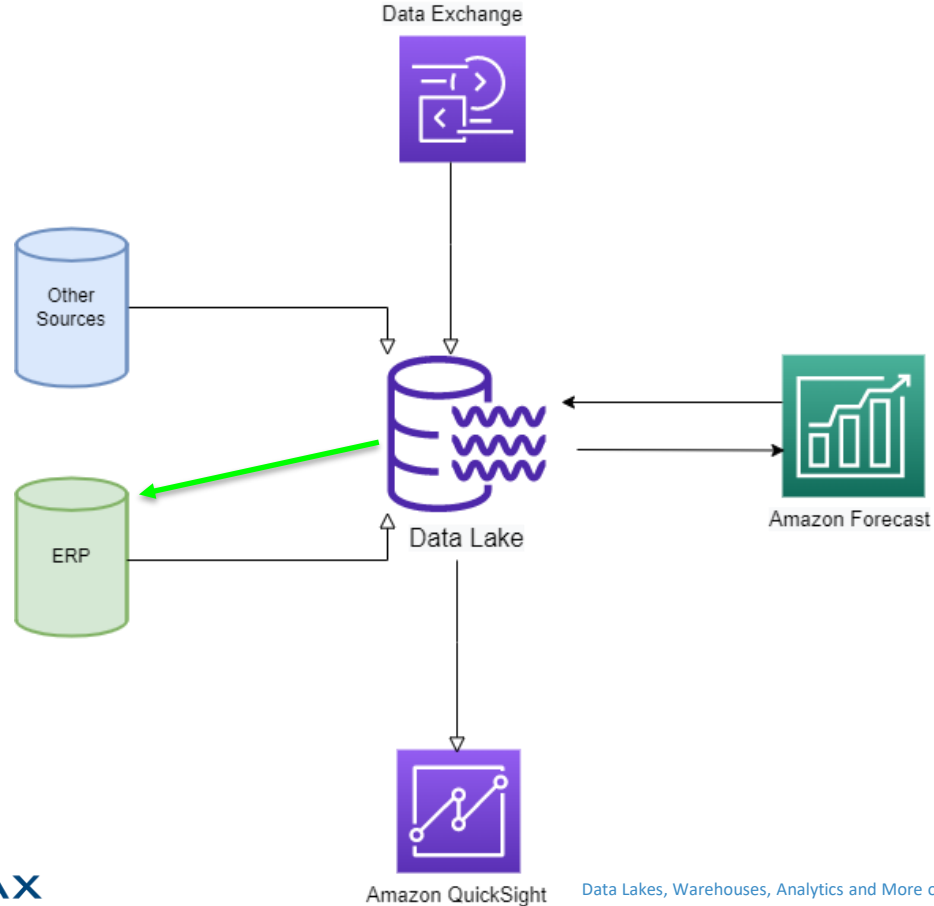 Data Exchange
Other
Sources
ERP
Data Lake
Amazon Forecast
Amazon QuickSight
Data Lakes, Warehouses, Analytics and More